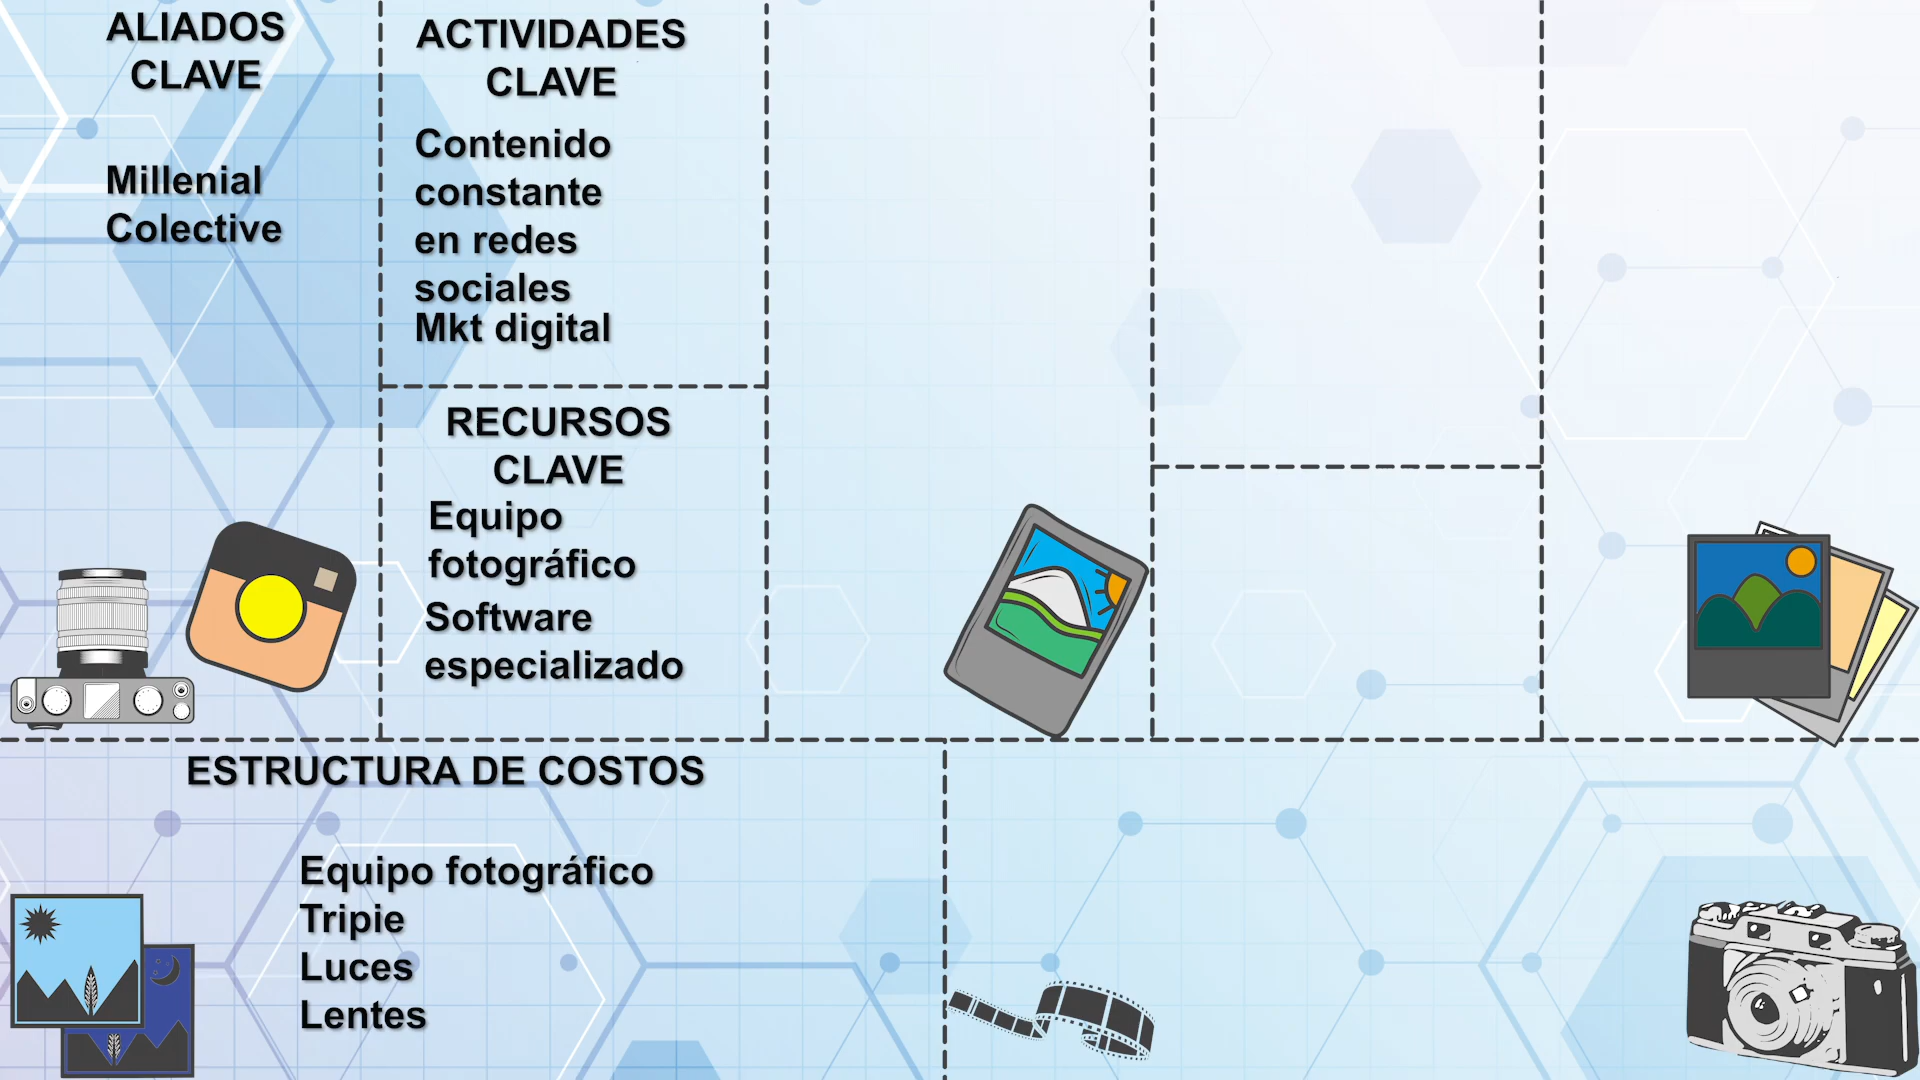 ALIADOS
CLAVE
Millenial
Colective
ACTIVIDADES
CLAVE
Contenido
constante
en redes
sociales
Mkt digital
RECURSOS
CLAVE
Equipo
fotográfico
Software
especializado
ESTRUCTURA DE COSTOS
Equipo fotográfico
Tripie
Luces
Lentes